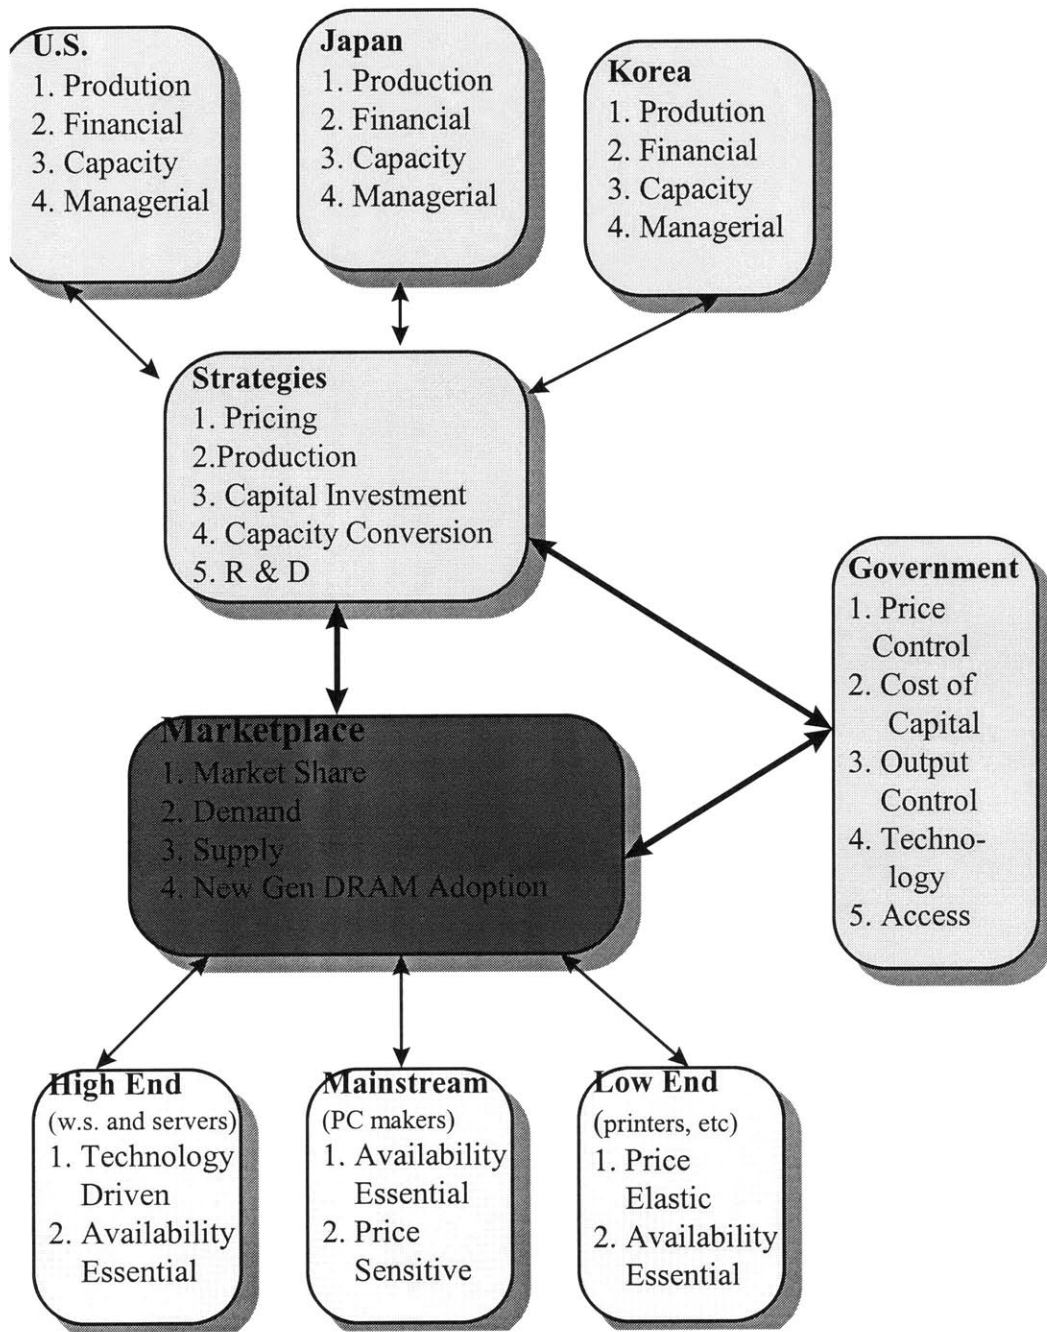 U.S.
1. Prodution
2. Financial
3. Capacity
4. Managerial
Japan
1. Production
2. Financial
3. Capacity
4. Managerial
Korea
1. Prodution
2. Financial
3. Capacity
4. Managerial
Strategies
1. Pricing
2.Production
3. Capital Investment
4. Capacity Conversion
5. R & D
Government
1. Price
Control
2. Cost of
Capital
3. Output
Control
4. Techno-
logy
5. Access
Marketplace
1. Market Share
2. Demand
3. Supply
4. New Gen DRAM Adoption
High End
(w.s. and servers)
1. Technology
Driven
2. Availability
Essential
Mainstream
(PC makers)
1. Availability
Essential
2. Price
Sensitive
Low End
(printers, etc)
1. Price
Elastic
2. Availability
Essential